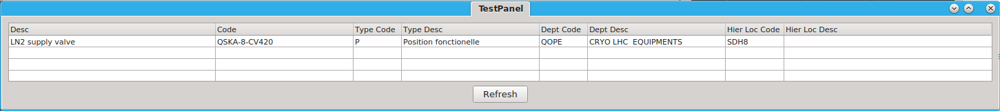 TestPanel
Desc Code Type Code Type Desc Dept Code Dept Desc Hier Loc Code Hier Loc Desc
LN2 supply valve QSKA-8-CV420 P Position fonctionelle QOPE CRYO LHC  EQUIPMENTS SDH8
Refresh